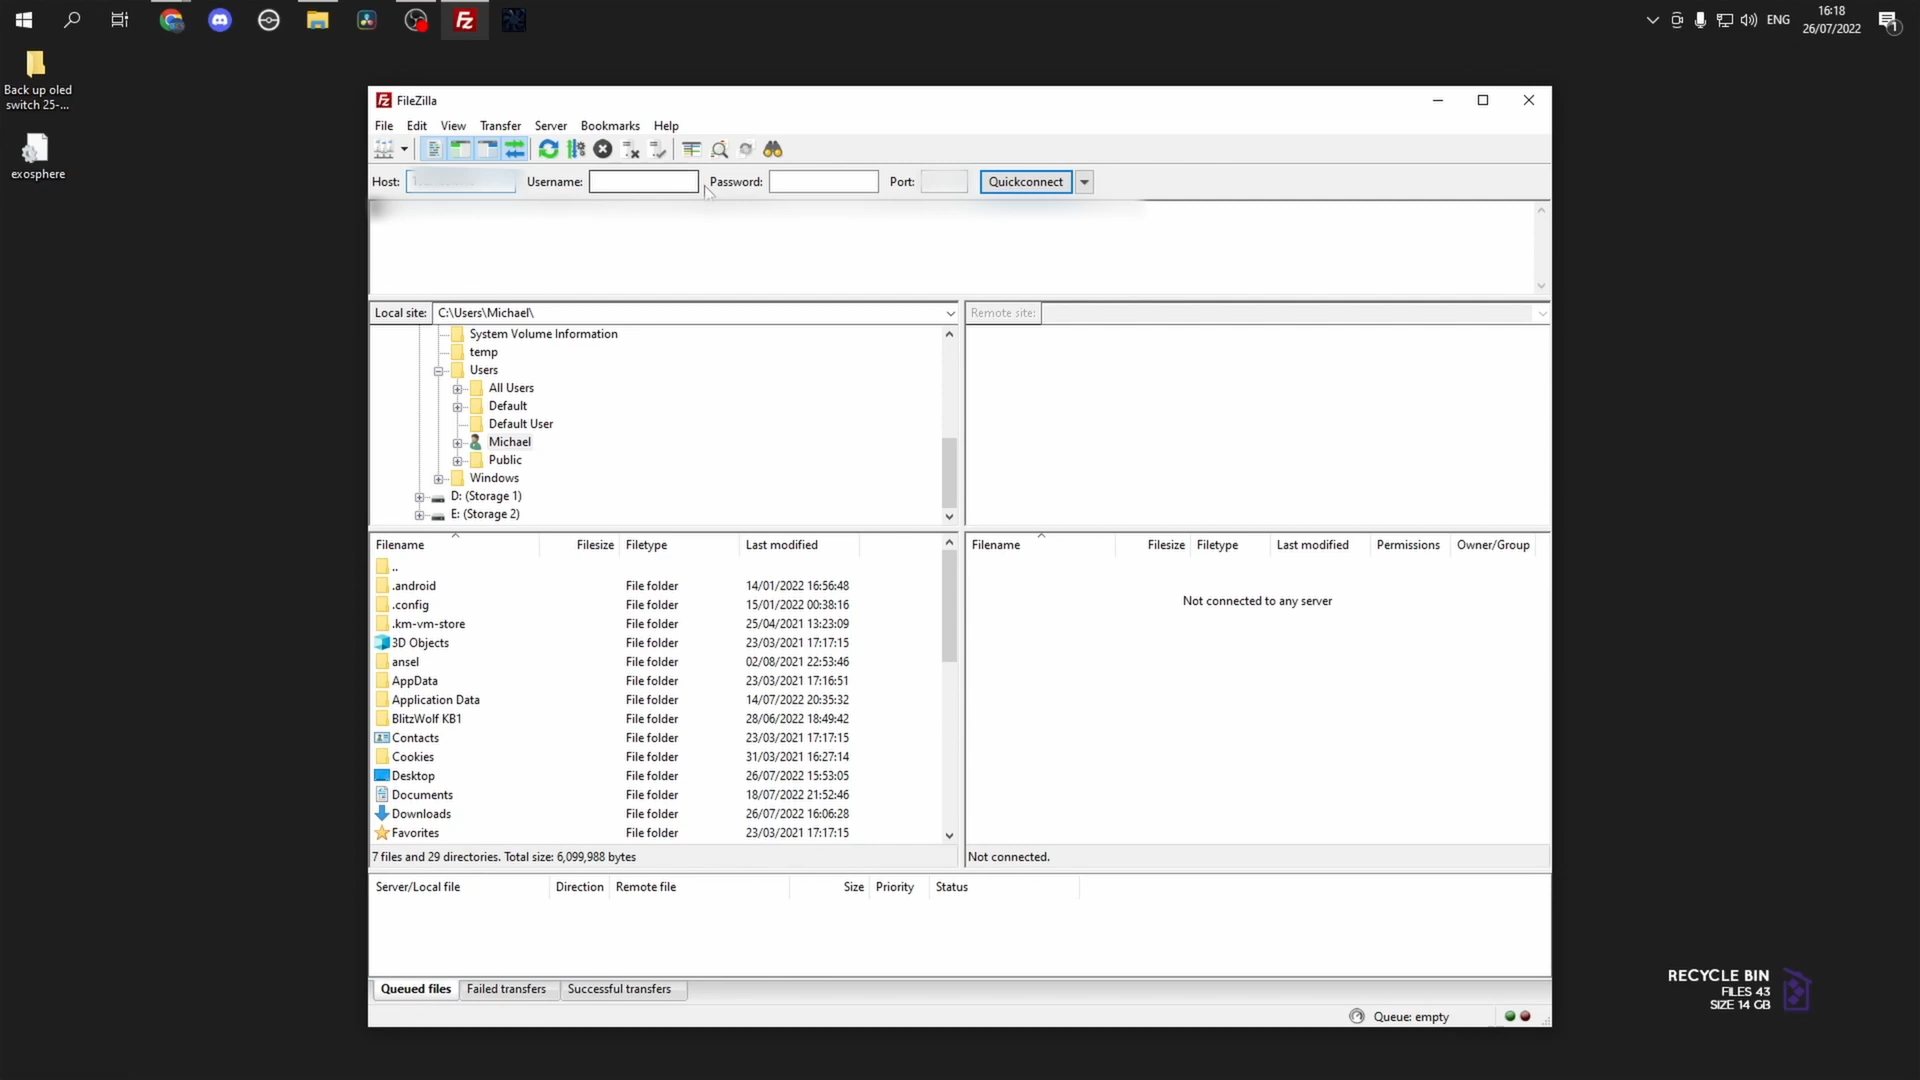 ENG
16:18
26/07/2022
1
Back up oled
switch 25-...
exosphere
FileZilla
File Edit View Transfer Server Bookmarks Help
Host: Username: Password: Port: Quickconnect
Local site: C:\Users\Michael\
Remote site:
System Volume Information
temp
Users
All Users
Default
Default User
Michael
Public
Windows
D: (Storage 1)
E: (Storage 2)
Filename Filesize Filetype Last modified
..
.android File folder 14/01/2022 16:56:48
.config File folder 15/01/2022 00:38:16
.km-vm-store File folder 25/04/2021 13:23:09
3D Objects File folder 23/03/2021 17:17:15
ansel File folder 02/08/2021 22:53:46
AppData File folder 23/03/2021 17:16:51
Application Data File folder 14/07/2022 20:35:32
BlitzWolf KB1 File folder 28/06/2022 18:49:42
Contacts File folder 23/03/2021 17:17:15
Cookies File folder 31/03/2021 16:27:14
Desktop File folder 26/07/2022 15:53:05
Documents File folder 18/07/2022 21:52:46
Downloads File folder 26/07/2022 16:06:28
Favorites File folder 23/03/2021 17:17:15
7 files and 29 directories. Total size: 6,099,988 bytes
Filename Filesize Filetype Last modified Permissions Owner/Group
Not connected to any server
Not connected.
Server/Local file Direction Remote file Size Priority Status
Queued files Failed transfers Successful transfers
Queue: empty
RECYCLE BIN
FILES 43
SIZE 14 GB